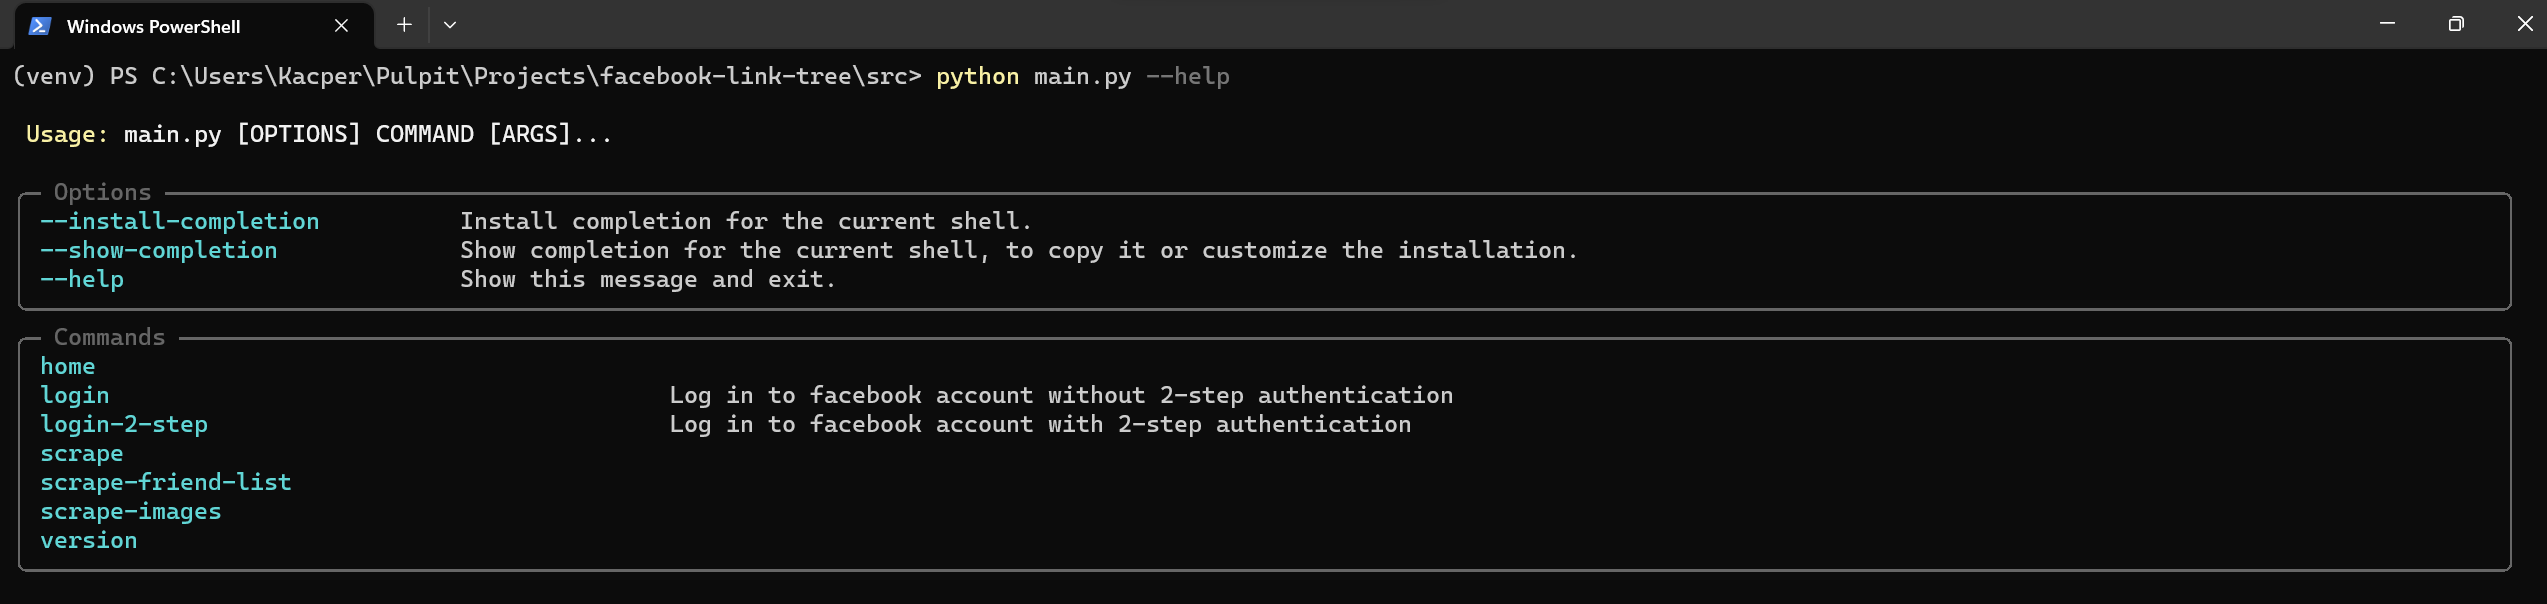 Windows PowerShell
(venv) PS C:\Users\Kacper\Pulpit\Projects\facebook-link-tree\src> python main.py --help
Usage: main.py [OPTIONS] COMMAND [ARGS]...
Options
--install-completion Install completion for the current shell.
--show-completion Show completion for the current shell, to copy it or customize the installation.
--help Show this message and exit.
Commands
home
login Log in to facebook account without 2-step authentication
login-2-step Log in to facebook account with 2-step authentication
scrape
scrape-friend-list
scrape-images
version